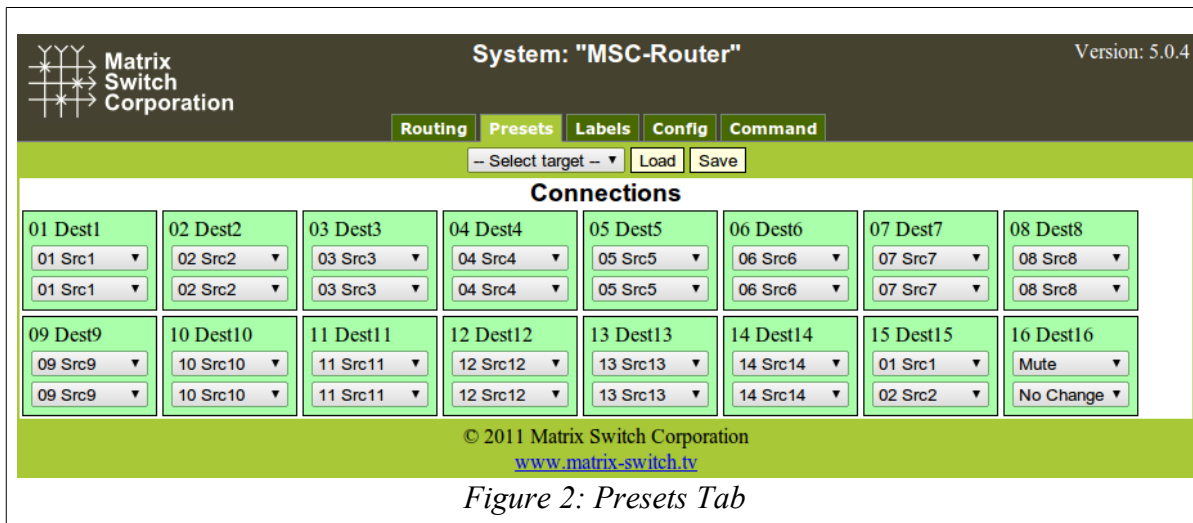 Matrix
Switch
Corporation
System: "MSC-Router"
Version: 5.0.4
Routing Presets Labels Config Command
-- Select target -- Load Save
Connections
01 Dest1 02 Dest2 03 Dest3 04 Dest4 05 Dest5 06 Dest6 07 Dest7 08 Dest8
01 Src1 02 Src2 03 Src3 04 Src4 05 Src5 06 Src6 07 Src7 08 Src8
01 Src1 02 Src2 03 Src3 04 Src4 05 Src5 06 Src6 07 Src7 08 Src8
09 Dest9 10 Dest10 11 Dest11 12 Dest12 13 Dest13 14 Dest14 15 Dest15 16 Dest16
09 Src9 10 Src10 11 Src11 12 Src12 13 Src13 14 Src14 01 Src1 Mute
09 Src9 10 Src10 11 Src11 12 Src12 13 Src13 14 Src14 02 Src2 No Change
© 2011 Matrix Switch Corporation
www.matrix-switch.tv
Figure 2: Presets Tab